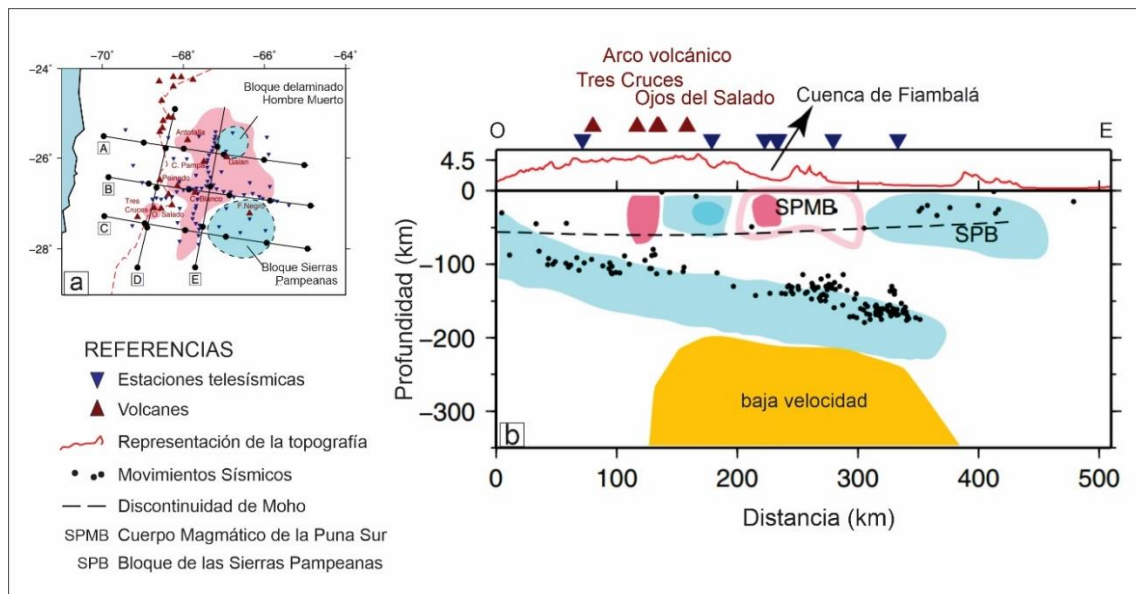 −70
−68
−66
−64
−24
−26
−28
Bloque delaminado
Hombre Muerto
Antofalla
A
C. Pampa
Galan
Peinado
B
C. Blanco
Tres
Cruces
O. Salado
F. Negro
C
D
E
Bloque Sierras
Pampeanas
a
REFERENCIAS
Estaciones telesísmicas
Volcanes
Representación de la topografía
Movimientos Sísmicos
Discontinuidad de Moho
SPMB Cuerpo Magmático de la Puna Sur
SPB Bloque de las Sierras Pampeanas
Arco volcánico
Tres Cruces
Ojos del Salado
Cuenca de Fiambalá
O
E
4.5
0
−100
−200
−300
Profundidad (km)
SPMB
SPB
baja velocidad
b
0
100
200
300
400
500
Distancia (km)